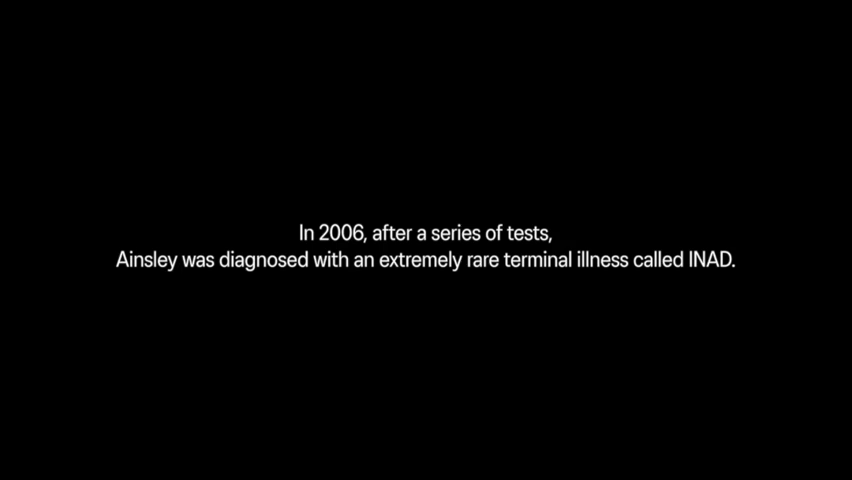 In 2006, after a series of tests,
Ainsley was diagnosed with an extremely rare terminal illness called INAD.